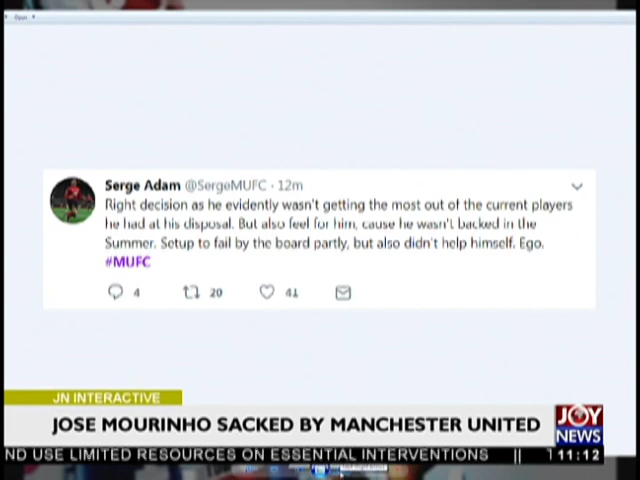 Serge Adam @SergeMUFC · 12m
Right decision as he evidently wasn't getting the most out of the current players
he had at his disposal. But also feel for him, cause he wasn't backed in the
Summer. Setup to fail by the board partly, but also didn't help himself. Ego.
#MUFC
4 20 41
JN INTERACTIVE
JOSE MOURINHO SACKED BY MANCHESTER UNITED
JOY
NEWS
ND USE LIMITED RESOURCES ON ESSENTIAL INTERVENTIONS || 11:12